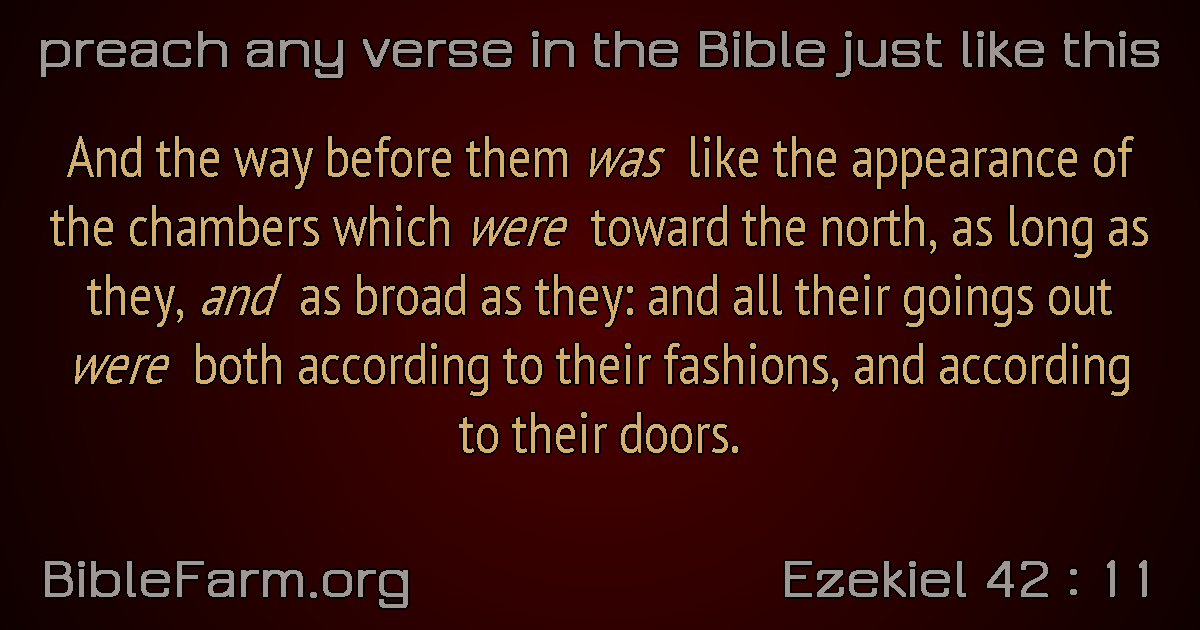 preach any verse in the Bible just like this
And the way before them was like the appearance of
the chambers which were toward the north, as long as
they, and as broad as they: and all their goings out
were both according to their fashions, and according
to their doors.
BibleFarm.org
Ezekiel 42 : 11